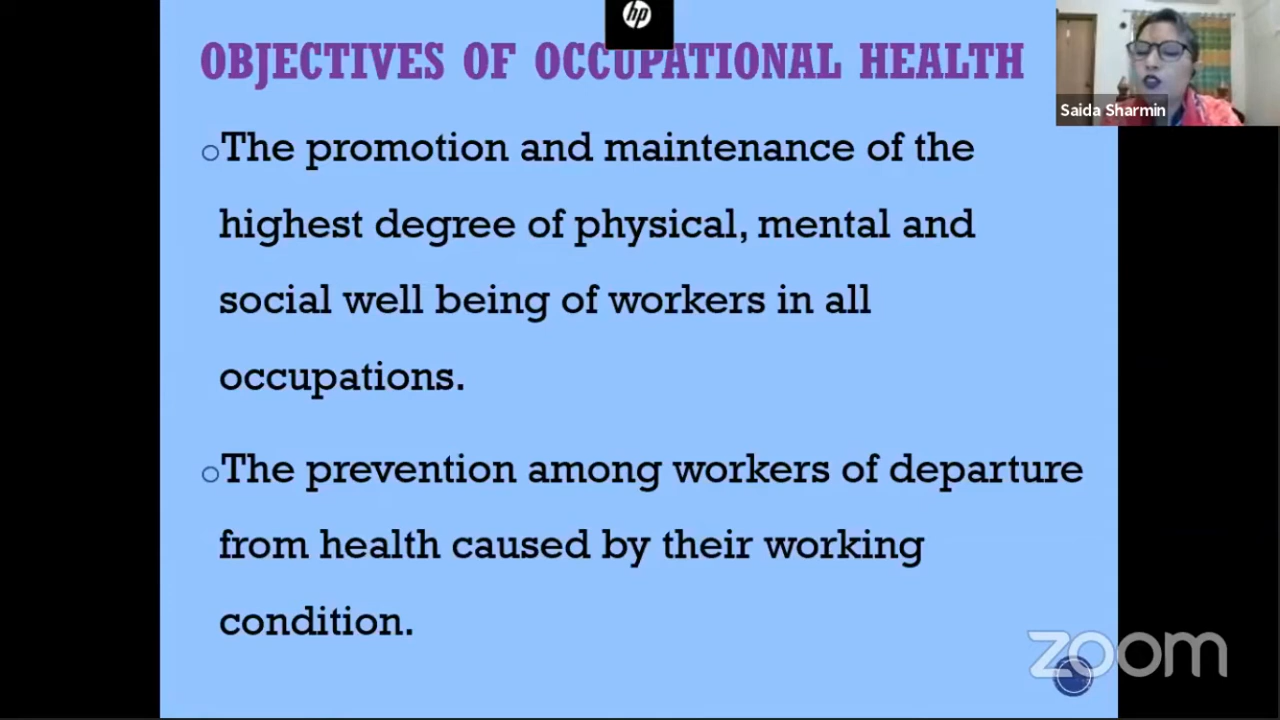 hp
OBJECTIVES OF OCCUPATIONAL HEALTH
Saida Sharmin
oThe promotion and maintenance of the
highest degree of physical, mental and
social well being of workers in all
occupations.
oThe prevention among workers of departure
from health caused by their working
condition.
zoom